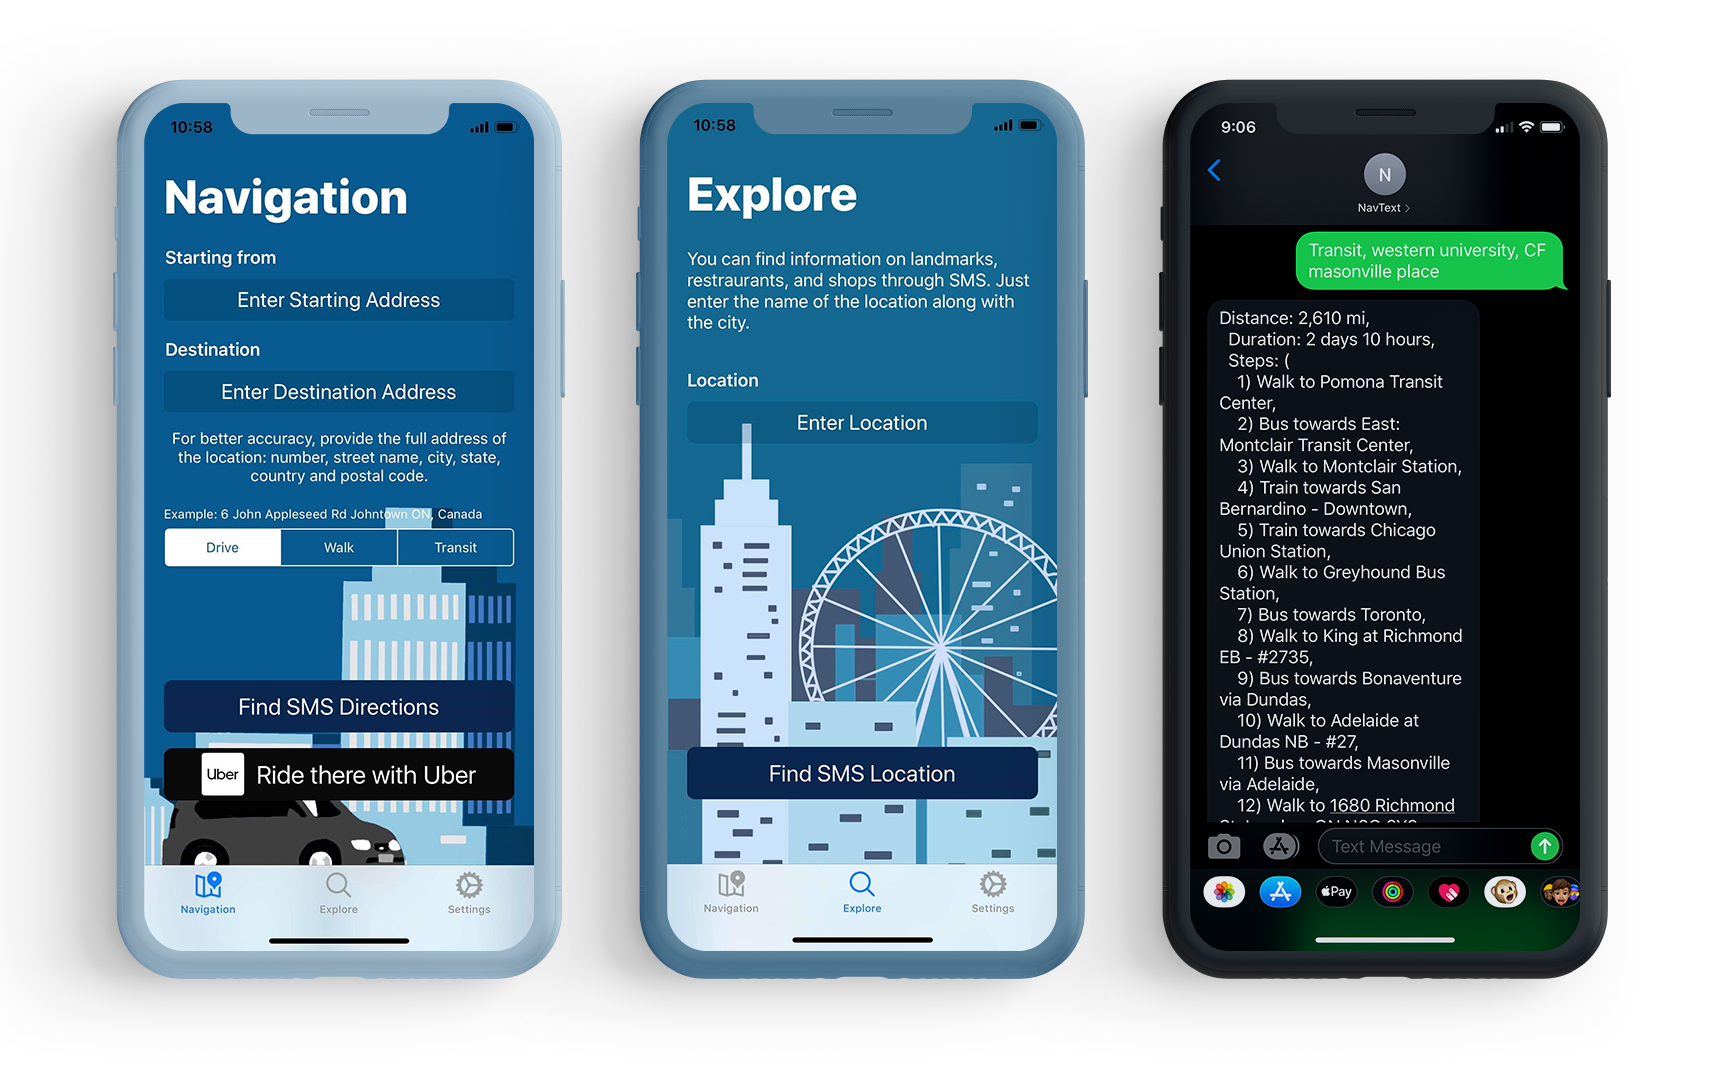 10:58
Navigation
Starting from
Enter Starting Address
Destination
Enter Destination Address
For better accuracy, provide the full address of
the location: number, street name, city, state,
country and postal code.
Example: 6 John Appleseed Rd Johntown ON, Canada
Drive
Walk
Transit
Find SMS Directions
Uber
Ride there with Uber
Navigation
Explore
Settings
10:58
Explore
You can find information on landmarks,
restraurants, and shops through SMS. Just
enter the name of the location along with
the city.
Location
Enter Location
Find SMS Location
Navigation
Explore
Settings
9:06
N
NavText
Transit, western university, CF
masonville place
Distance: 2,610 mi,
Duration: 2 days 10 hours,
Steps: (
1) Walk to Pomona Transit
Center,
2) Bus towards East:
Montclair Transit Center,
3) Walk to Montclair Station,
4) Train towards San
Bernardino - Downtown,
5) Train towards Chicago
Union Station,
6) Walk to Greyhound Bus
Station,
7) Bus towards Toronto,
8) Walk to King at Richmond
EB - #2735,
9) Bus towards Bonaventure
via Dundas,
10) Walk to Adelaide at
Dundas NB - #27,
11) Bus towards Masonville
via Adelaide,
12) Walk to 1680 Richmond
Text Message
Pay